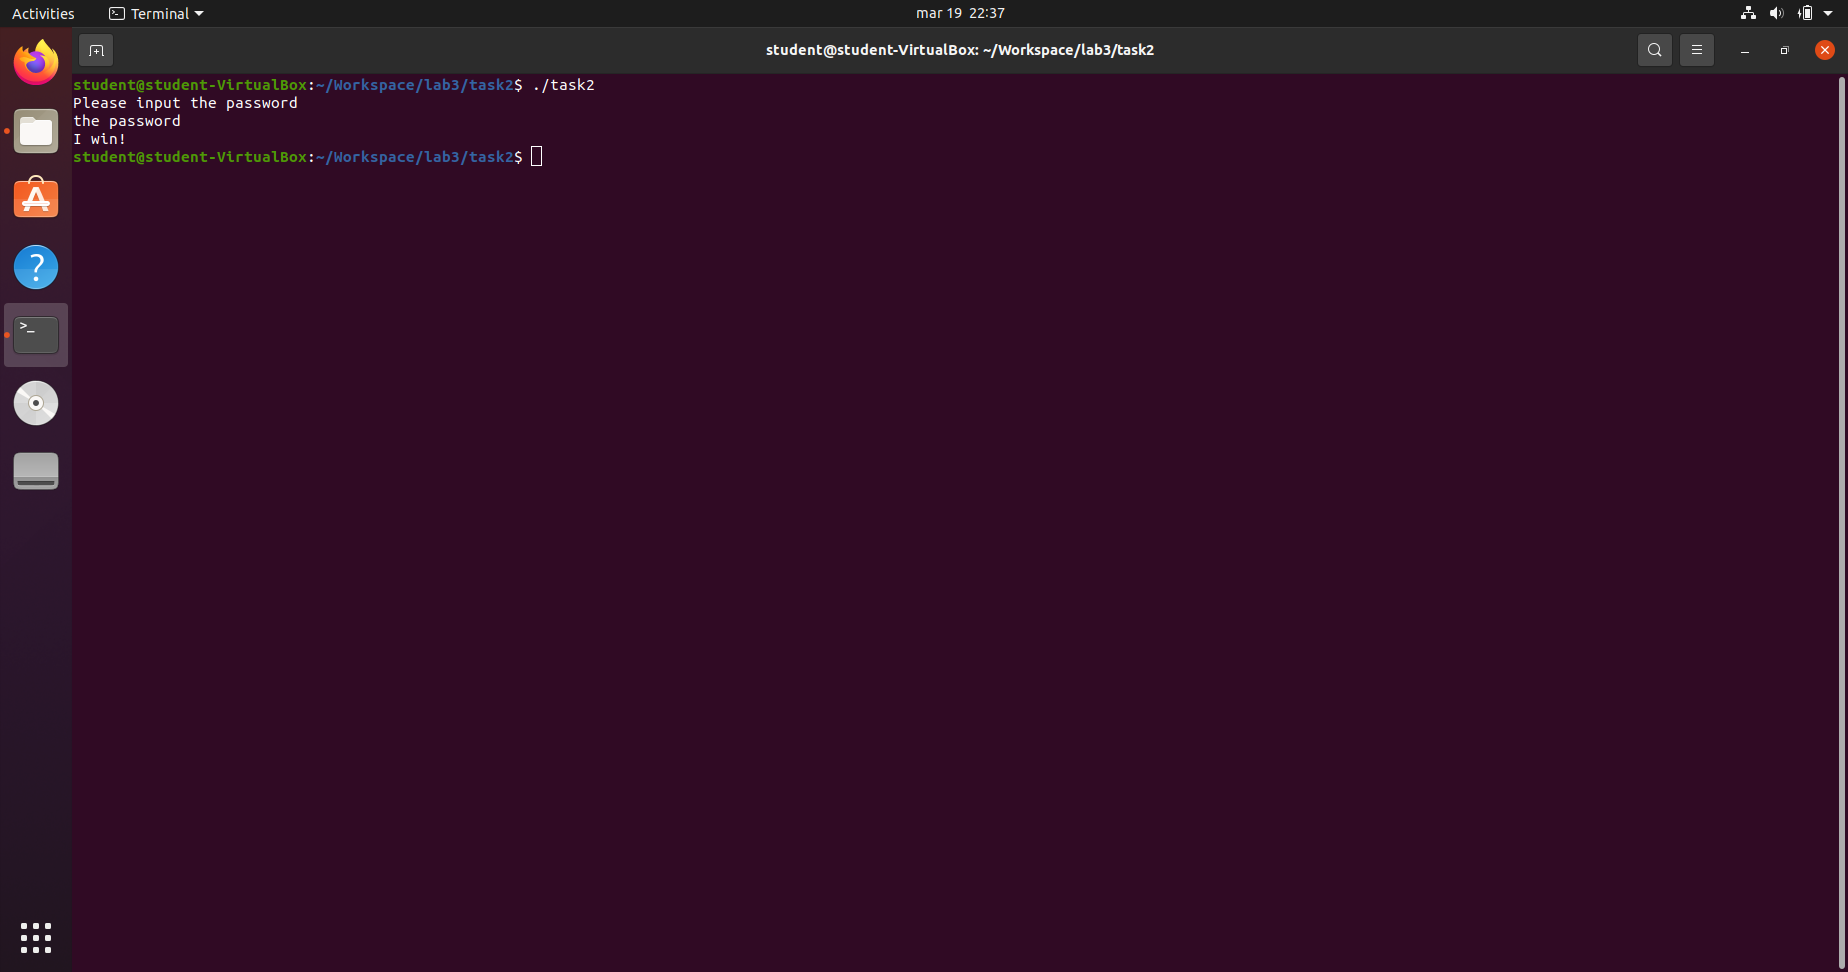 Activities
Terminal
mar 19 22:37
student@student-VirtualBox: ~/Workspace/lab3/task2
student@student-VirtualBox:~/Workspace/lab3/task2$ ./task2
Please input the password
the password
I win!
student@student-VirtualBox:~/Workspace/lab3/task2$